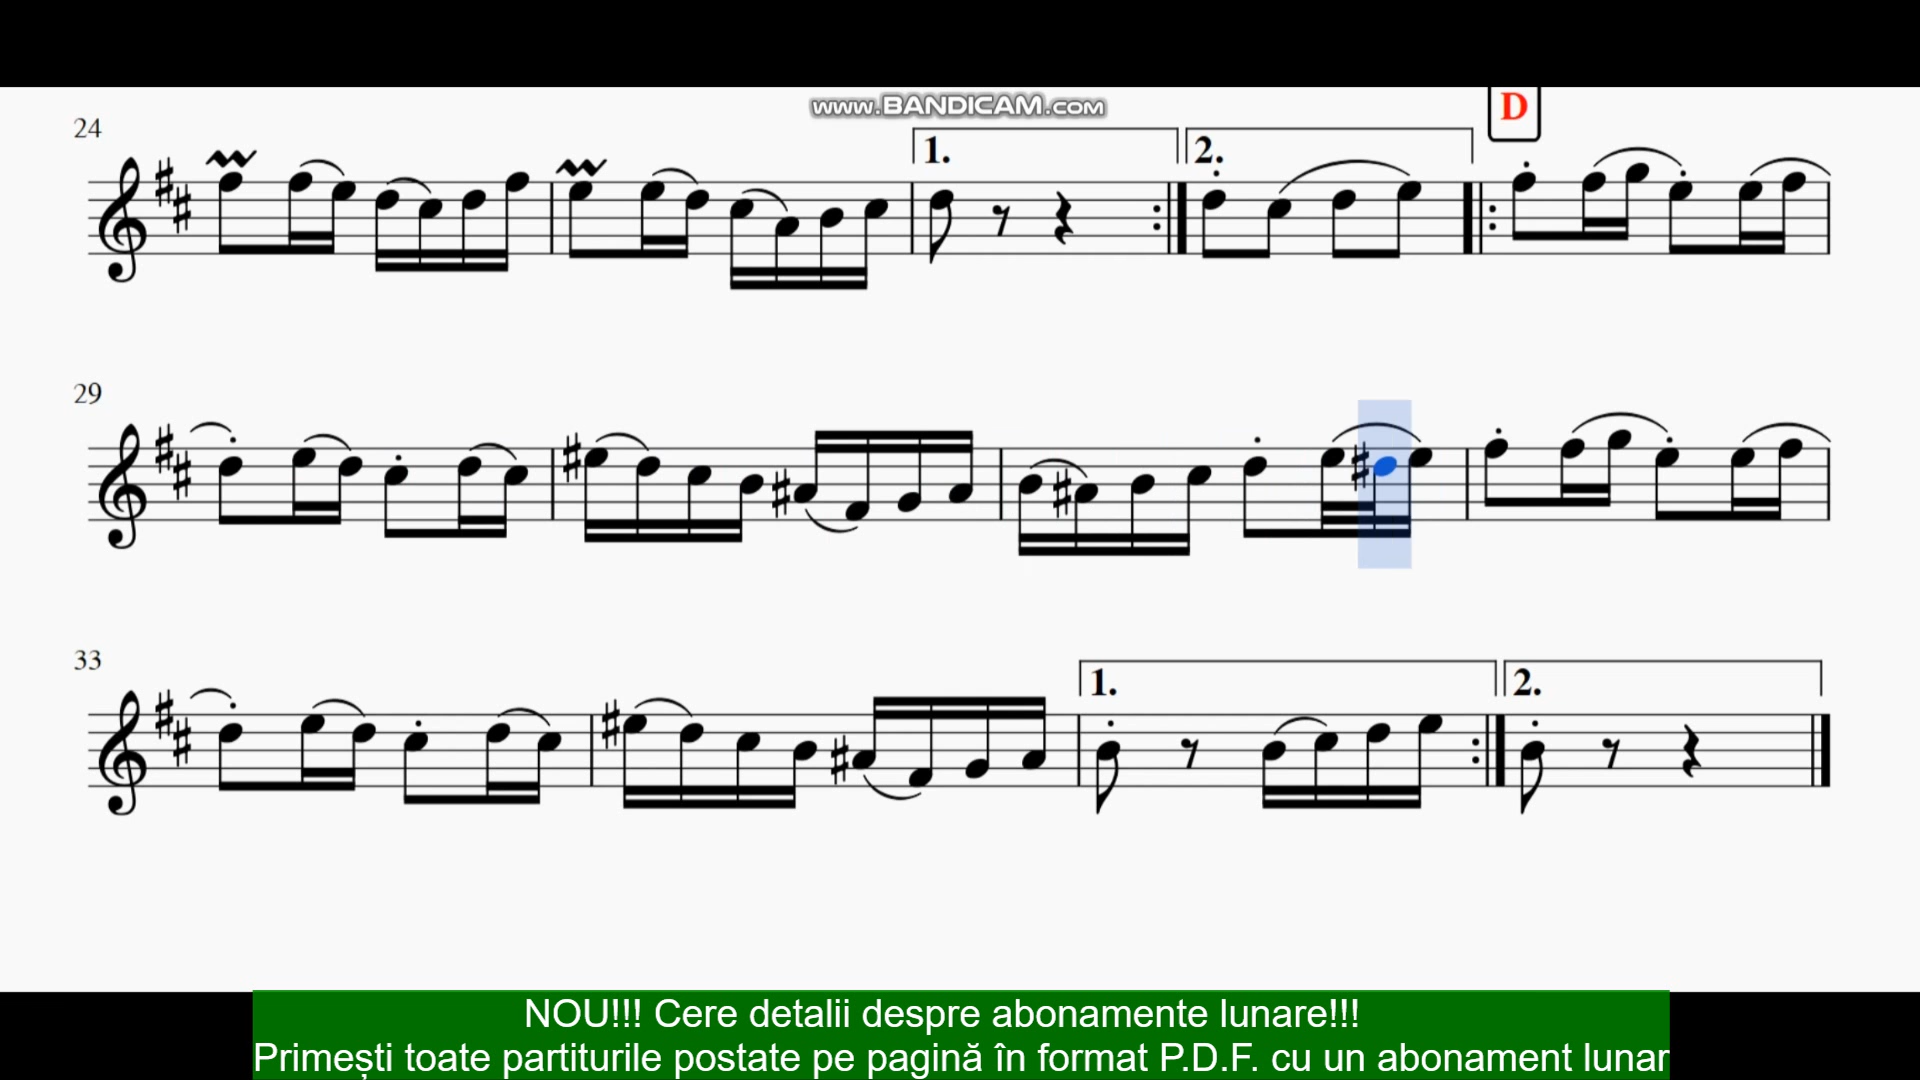 www.BANDICAM.com
D
24
1.
2.
29
33
1.
2.
NOU!!! Cere detalii despre abonamente lunare!!!
Primești toate partiturile postate pe pagină în format P.D.F. cu un abonament lunar